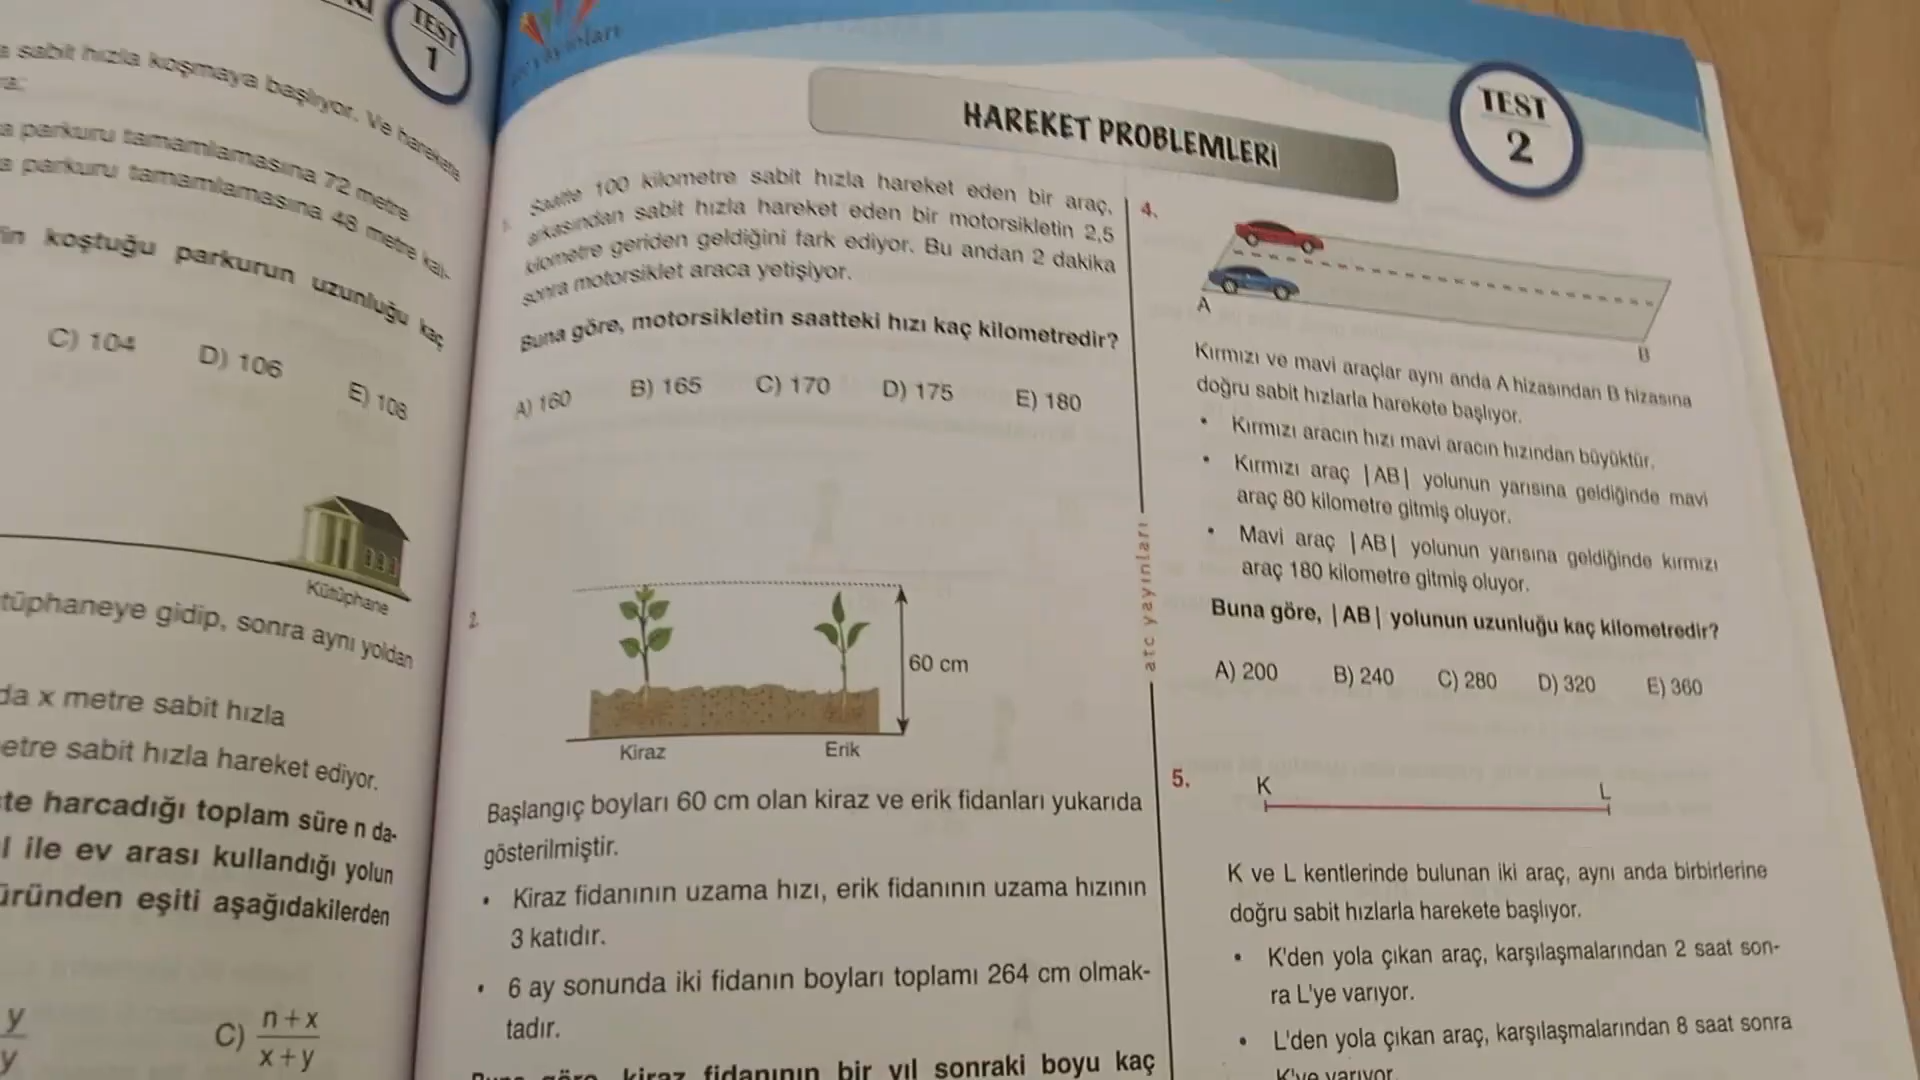 TEST
1
sabit hızla koşmaya başlıyor. Ve harekete
parkuru tamamlamasına 72 metre
parkuru tamamlamasına 48 metre
koştuğu parkurun uzunluğu kaç
C) 104
D) 106
E) 108
Kütüphane
tüphaneye gidip, sonra aynı yoldan
da x metre sabit hızla
etre sabit hızla hareket ediyor.
te harcadığı toplam süre n da-
l ile ev arası kullandığı yolun
üründen eşiti aşağıdakilerden
y
y
C) n+x
x+y
yayınları
HAREKET PROBLEMLERİ
TEST
2
Saatte 100 kilometre sabit hızla hareket eden bir araç,
arkasından sabit hızla hareket eden bir motorsikletin 2,5
kilometre geriden geldiğini fark ediyor. Bu andan 2 dakika
sonra motorsiklet araca yetişiyor.
Buna göre, motorsikletin saatteki hızı kaç kilometredir?
A) 160 B) 165 C) 170 D) 175 E) 180
2.
60 cm
Kiraz Erik
Başlangıç boyları 60 cm olan kiraz ve erik fidanları yukarıda
gösterilmiştir.
• Kiraz fidanının uzama hızı, erik fidanının uzama hızının
3 katıdır.
• 6 ay sonunda iki fidanın boyları toplamı 264 cm olmak-
tadır.
Buna göre, kiraz fidanının bir yıl sonraki boyu kaç
atc yayınları
4.
A
B
Kırmızı ve mavi araçlar aynı anda A hizasından B hizasına
doğru sabit hızlarla harekete başlıyor.
• Kırmızı aracın hızı mavi aracın hızından büyüktür.
• Kırmızı araç |AB| yolunun yarısına geldiğinde mavi
araç 80 kilometre gitmiş oluyor.
• Mavi araç |AB| yolunun yarısına geldiğinde kırmızı
araç 180 kilometre gitmiş oluyor.
Buna göre, |AB| yolunun uzunluğu kaç kilometredir?
A) 200 B) 240 C) 280 D) 320 E) 360
5.
K L
K ve L kentlerinde bulunan iki araç, aynı anda birbirlerine
doğru sabit hızlarla harekete başlıyor.
• K'den yola çıkan araç, karşılaşmalarından 2 saat son-
ra L'ye varıyor.
• L'den yola çıkan araç, karşılaşmalarından 8 saat sonra
K'ye varıyor.